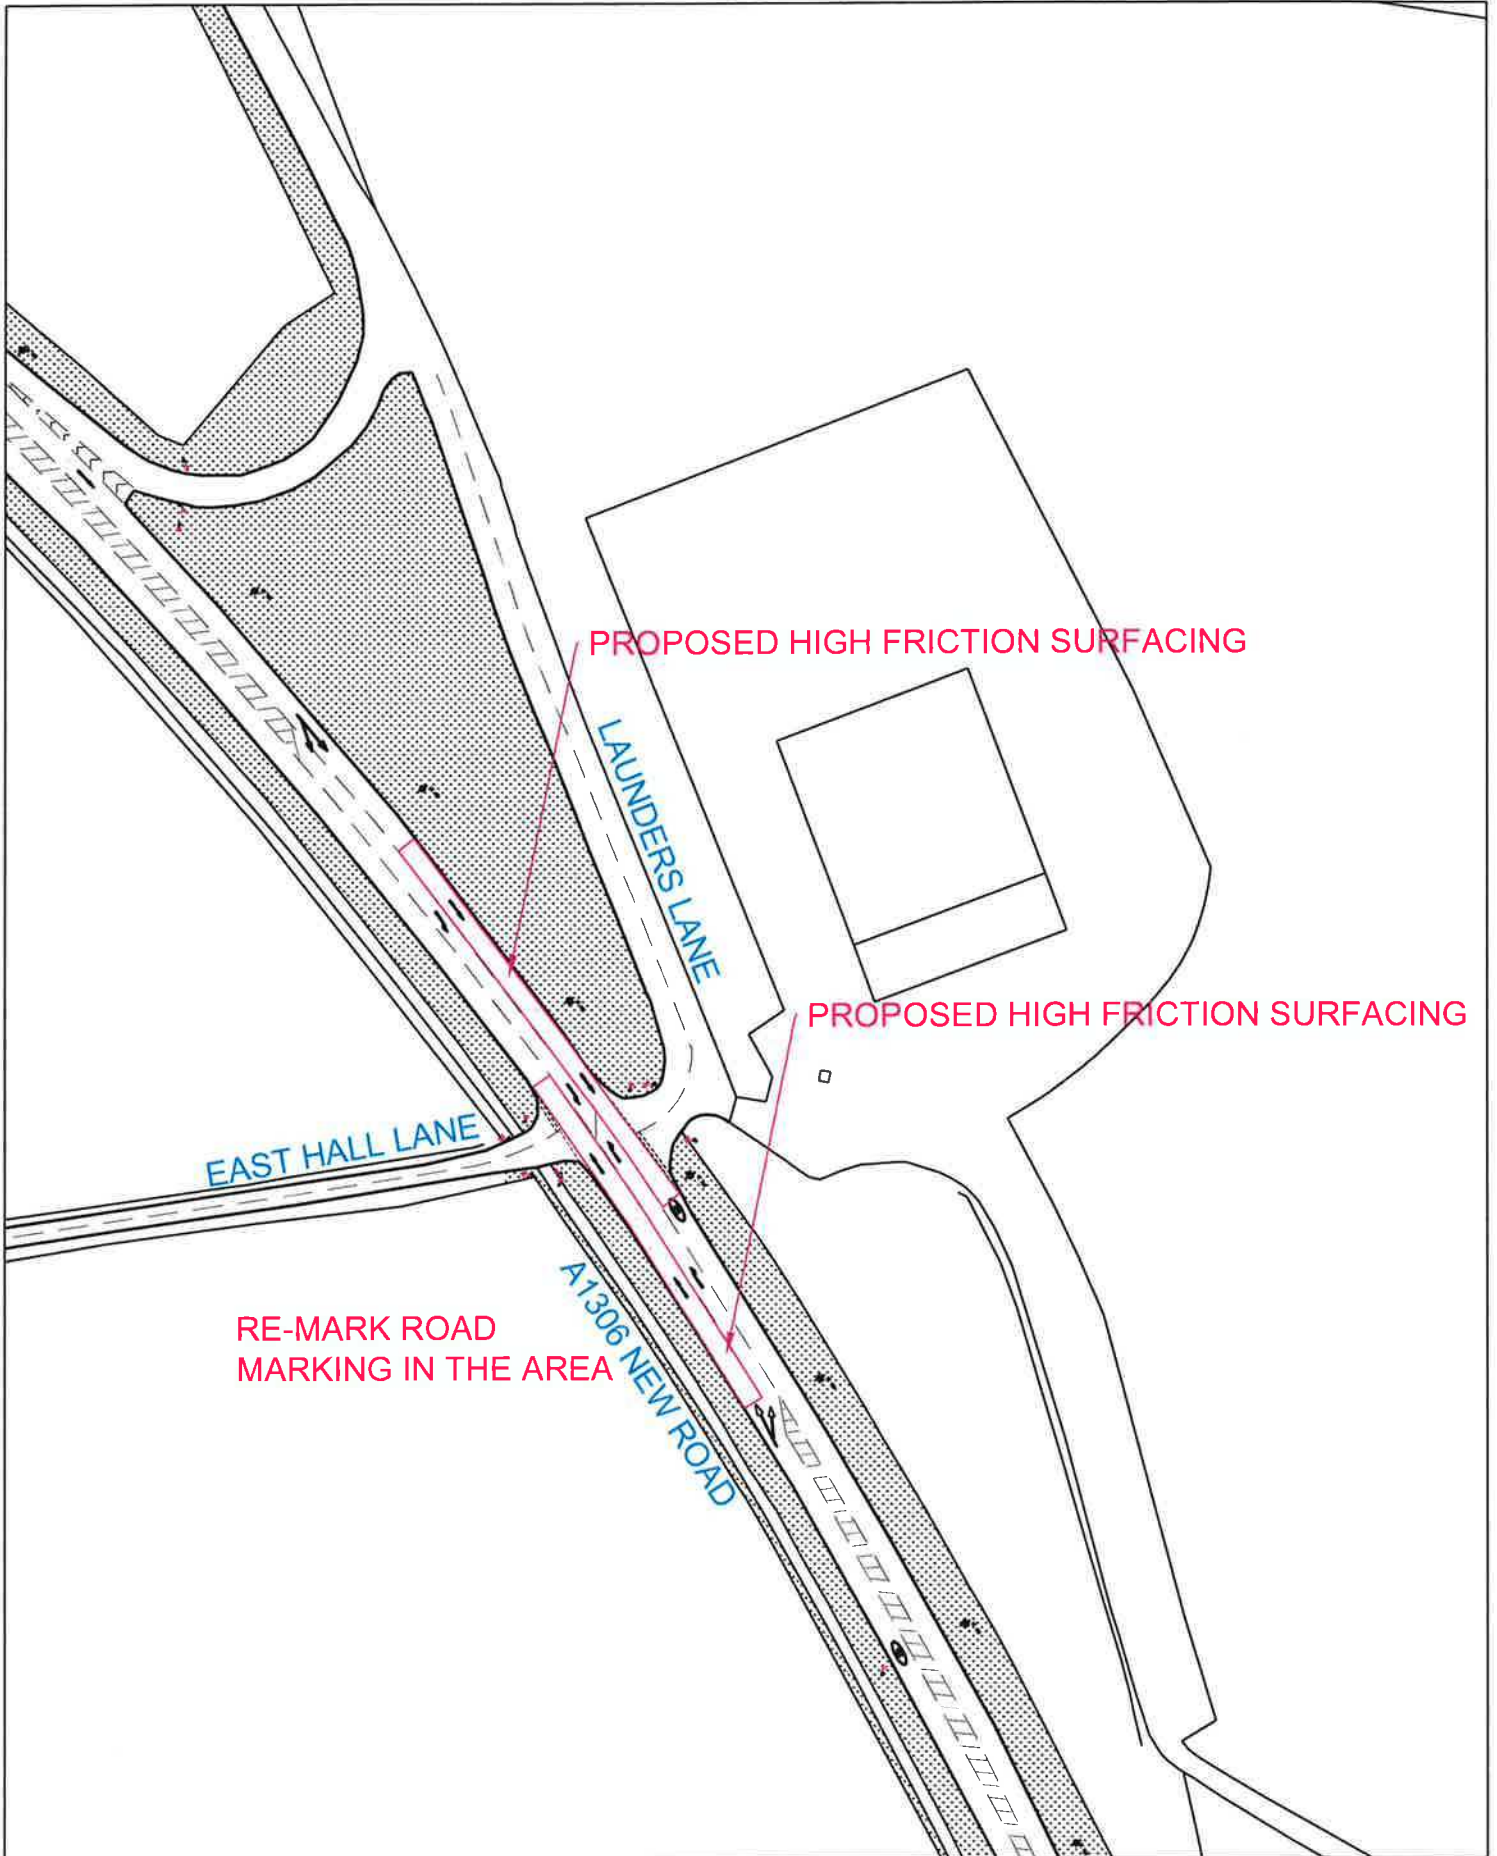 PROPOSED HIGH FRICTION SURFACING
LAUNDERS LANE
PROPOSED HIGH FRICTION SURFACING
EAST HALL LANE
A1306 NEW ROAD
RE-MARK ROAD
MARKING IN THE AREA